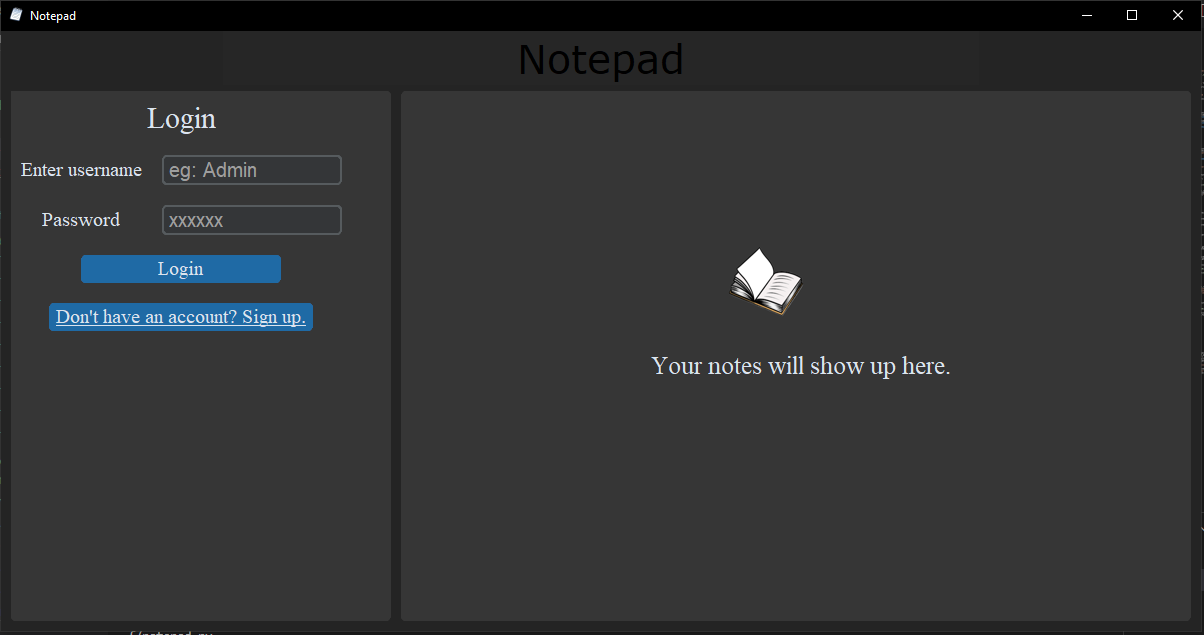 Notepad
Notepad
Login
Enter username eg: Admin
Password xxxxxx
Login
Don't have an account? Sign up.
Your notes will show up here.